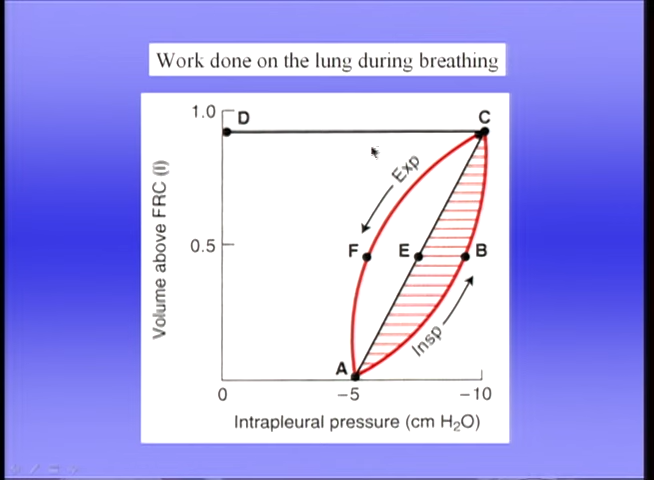 Work done on the lung during breathing
1.0
D
C
Volume above FRC (l)
Exp
0.5
F
E
B
Insp
A
0
−5
−10
Intrapleural pressure (cm H₂O)